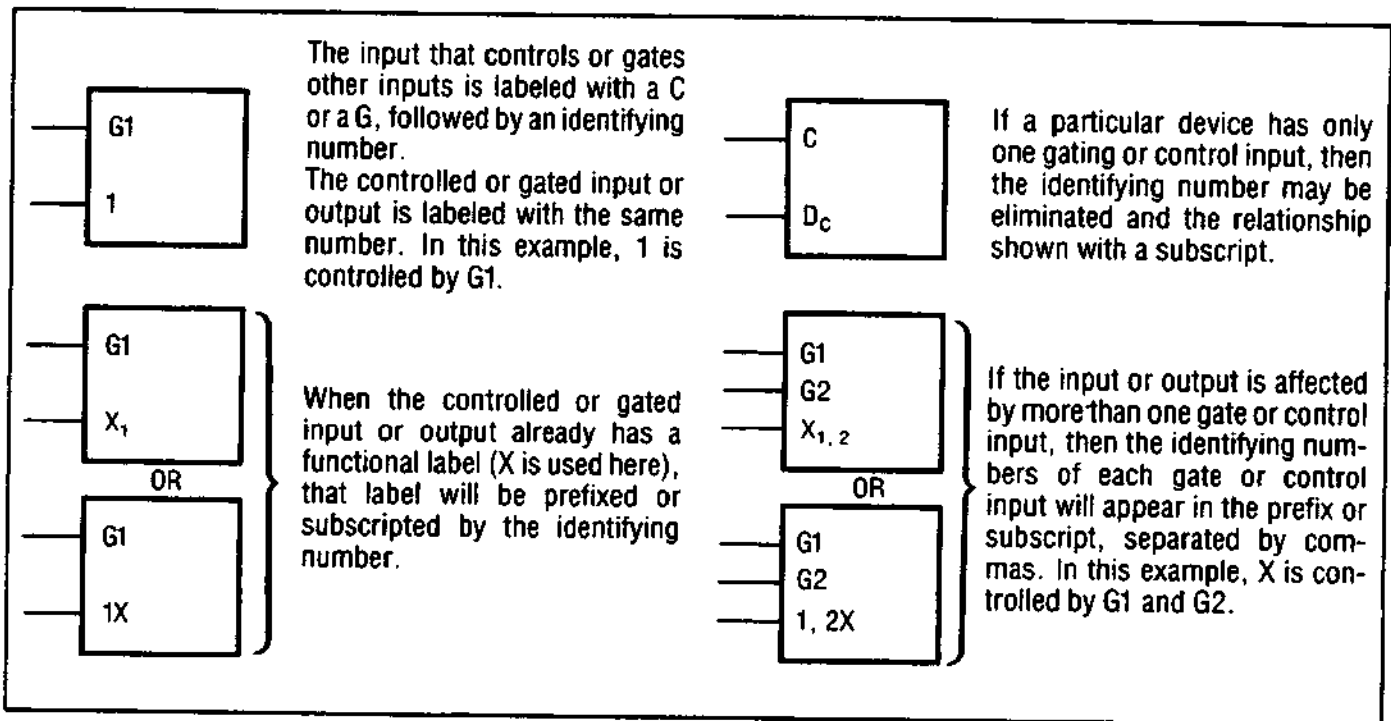 G1
1
The input that controls or gates
other inputs is labeled with a C
or a G, followed by an identifying
number.
The controlled or gated input or
output is labeled with the same
number. In this example, 1 is
controlled by G1.
C
D_C
If a particular device has only
one gating or control input, then
the identifying number may be
eliminated and the relationship
shown with a subscript.
G1
X₁
OR
G1
1X
When the controlled or gated
input or output already has a
functional label (X is used here),
that label will be prefixed or
subscripted by the identifying
number.
G1
G2
X₁,₂
OR
G1
G2
1, 2X
If the input or output is affected
by more than one gate or control
input, then the identifying num-
bers of each gate or control
input will appear in the prefix or
subscript, separated by com-
mas. In this example, X is con-
trolled by G1 and G2.